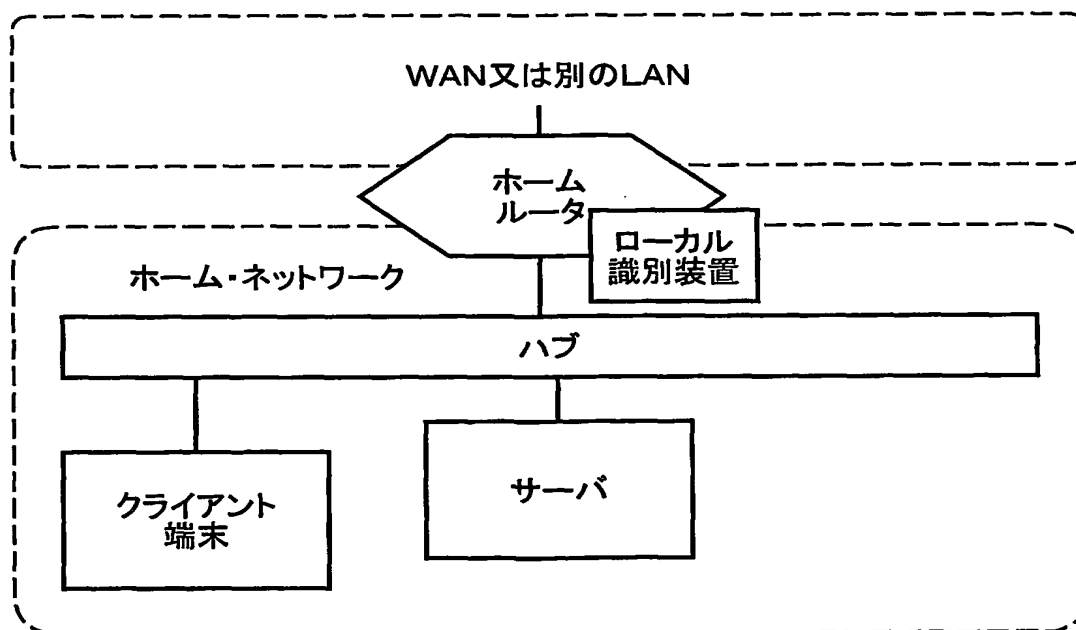 WAN又は別のLAN
ホーム
ルータ
ローカル
識別装置
ホーム・ネットワーク
ハブ
クライアント
端末
サーバ